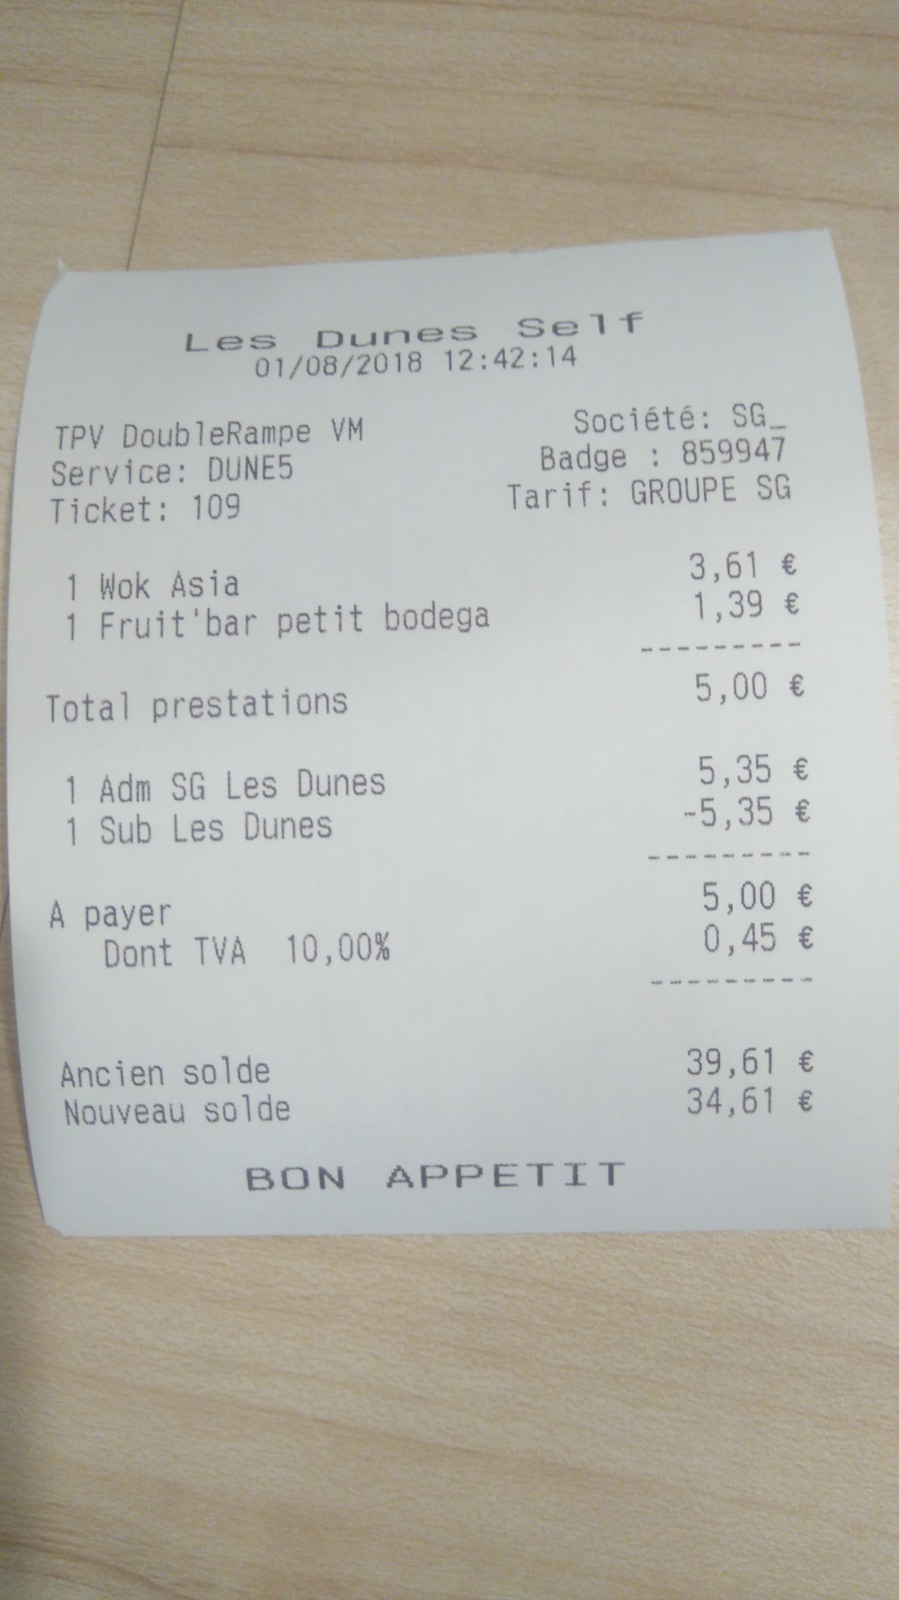 Les Dunes Self
01/08/2018 12:42:14
TPV DoubleRampe VM Société: SG_
Service: DUNE5 Badge : 859947
Ticket: 109 Tarif: GROUPE SG
1 Wok Asia 3,61 €
1 Fruit'bar petit bodega 1,39 €
---------
Total prestations 5,00 €
1 Adm SG Les Dunes 5,35 €
1 Sub Les Dunes -5,35 €
---------
A payer 5,00 €
Dont TVA 10,00% 0,45 €
---------
Ancien solde 39,61 €
Nouveau solde 34,61 €
BON APPETIT